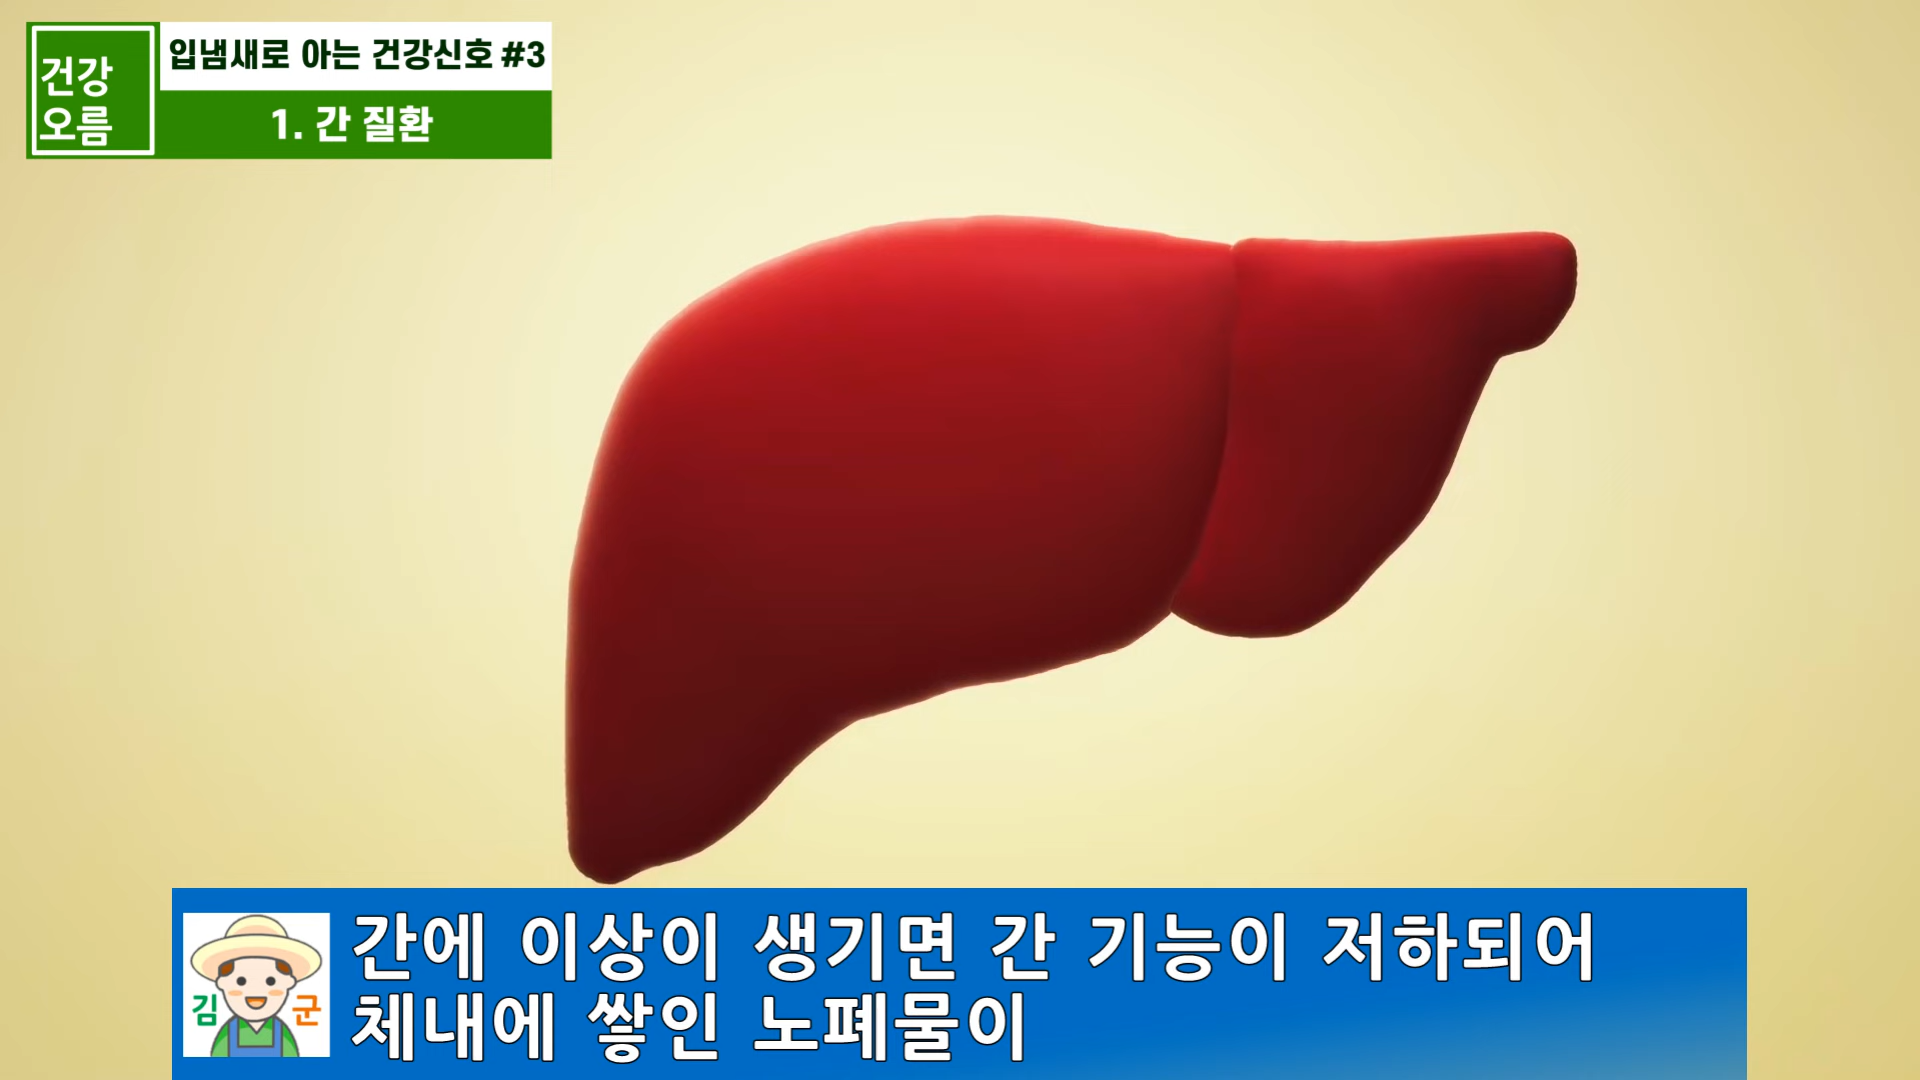 건강
오름
입냄새로 아는 건강신호 #3
1. 간 질환
간에 이상이 생기면 간 기능이 저하되어
체내에 쌓인 노폐물이
김 군